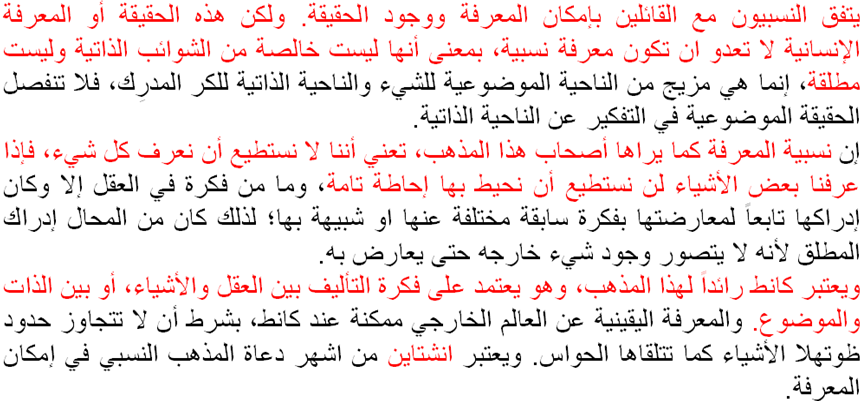 يتفق النسبيون مع القائلين بإمكان المعرفة ووجود الحقيقة. ولكن هذه الحقيقة أو المعرفة
الإنسانية لا تعدو ان تكون معرفة نسبية، بمعنى أنها ليست خالصة من الشوائب الذاتية وليست
مطلقة، إنما هي مزيج من الناحية الموضوعية للشيء والناحية الذاتية للكر المدرِك، فلا تنفصل
الحقيقة الموضوعية في التفكير عن الناحية الذاتية.
إن نسبية المعرفة كما يراها أصحاب هذا المذهب، تعني أننا لا نستطيع أن نعرف كل شيء، فإذا
عرفنا بعض الأشياء لن نستطيع أن نحيط بها إحاطة تامة، وما من فكرة في العقل إلا وكان
إدراكها تابعاً لمعارضتها بفكرة سابقة مختلفة عنها او شبيهة بها؛ لذلك كان من المحال إدراك
المطلق لأنه لا يتصور وجود شيء خارجه حتى يعارض به.
ويعتبر كانط رائداً لهذا المذهب، وهو يعتمد على فكرة التأليف بين العقل والأشياء، أو بين الذات
والموضوع. والمعرفة اليقينية عن العالم الخارجي ممكنة عند كانط، بشرط أن لا تتجاوز حدود
ظوتهلا الأشياء كما تتلقاها الحواس. ويعتبر انشتاين من اشهر دعاة المذهب النسبي في إمكان
المعرفة.